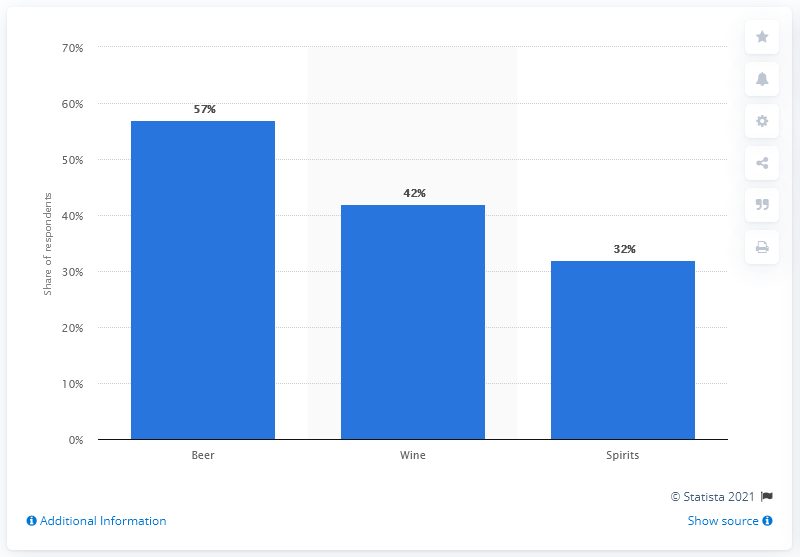 70%
60%
50%
40%
30%
20%
10%
0%
Share of respondents
57%
42%
32%
Beer Wine Spirits
© Statista 2021
Additional Information
Show source